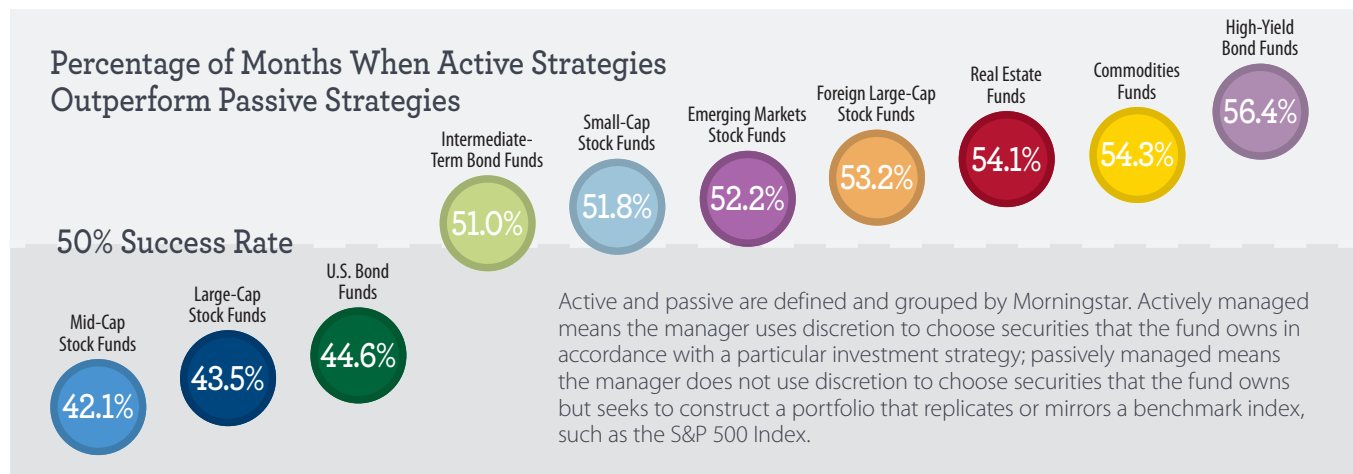 Percentage of Months When Active Strategies
Outperform Passive Strategies
50% Success Rate
Mid-Cap
Stock Funds
42.1%
Large-Cap
Stock Funds
43.5%
U.S. Bond
Funds
44.6%
Intermediate-
Term Bond Funds
51.0%
Small-Cap
Stock Funds
51.8%
Emerging Markets
Stock Funds
52.2%
Foreign Large-Cap
Stock Funds
53.2%
Real Estate
Funds
54.1%
Commodities
Funds
54.3%
High-Yield
Bond Funds
56.4%
Active and passive are defined and grouped by Morningstar. Actively managed
means the manager uses discretion to choose securities that the fund owns in
accordance with a particular investment strategy; passively managed means
the manager does not use discretion to choose securities that the fund owns
but seeks to construct a portfolio that replicates or mirrors a benchmark index,
such as the S&P 500 Index.